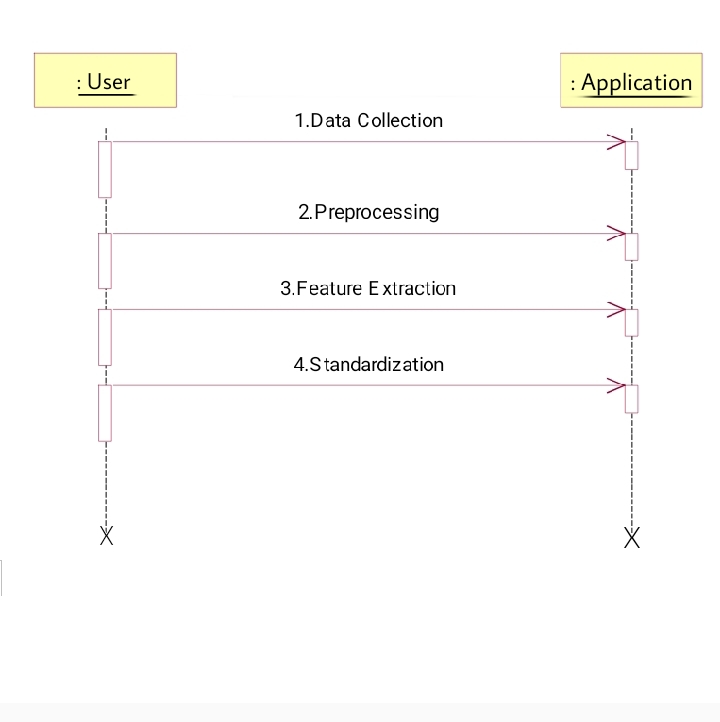 : User
: Application
1.Data Collection
2.Preprocessing
3.Feature Extraction
4.Standardization
X
X